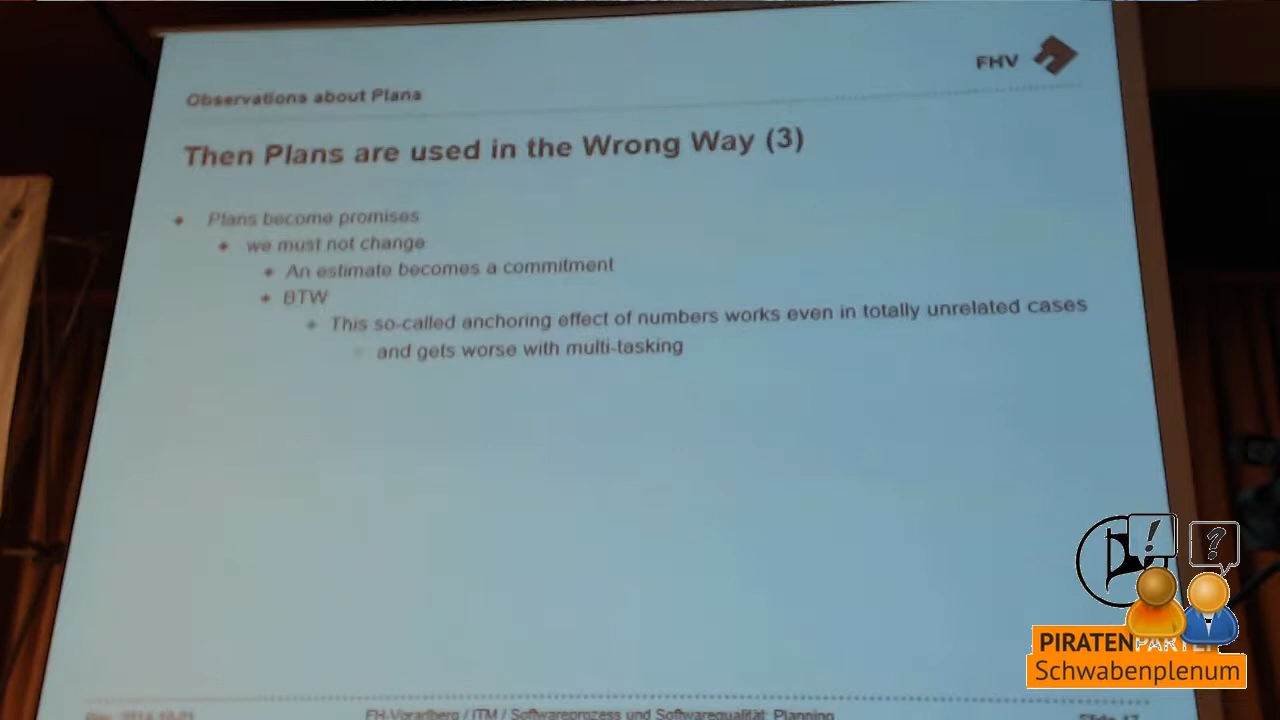 FHV
Observations about Plans
Then Plans are used in the Wrong Way (3)
Plans become promises
we must not change
An estimate becomes a commitment
BTW
This so-called anchoring effect of numbers works even in totally unrelated cases
and gets worse with multi-tasking
! ?
PIRATENPARTEI
Schwabenplenum
FH-Vorarlberg / ITM / Softwareprozess und Softwarequalität: Planning
Slide 17